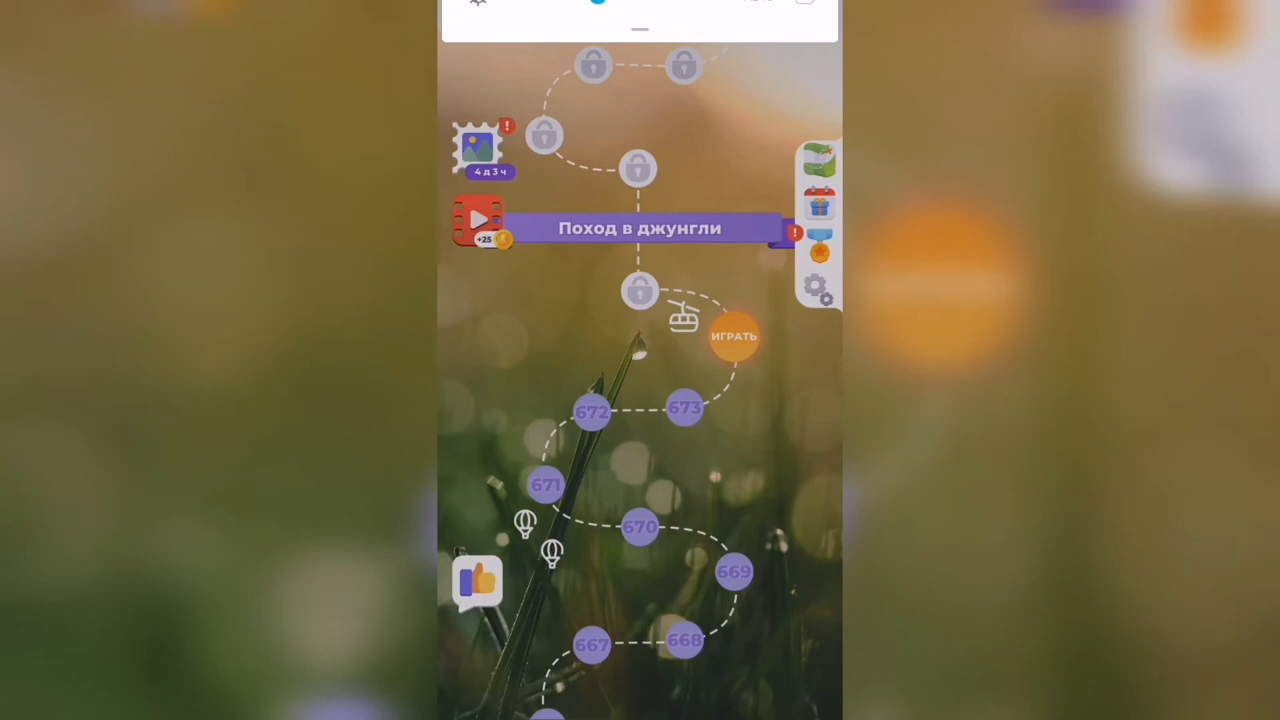 4 д 3 ч
+25
Поход в джунгли
ИГРАТЬ
672
673
671
670
669
667
668